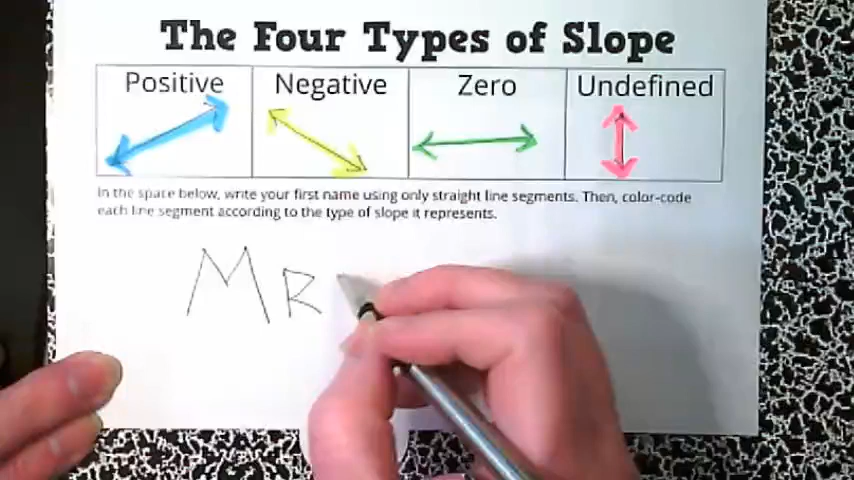 The Four Types of Slope
Positive Negative Zero Undefined
In the space below, write your first name using only straight line segments. Then, color-code
each line segment according to the type of slope it represents.
MR